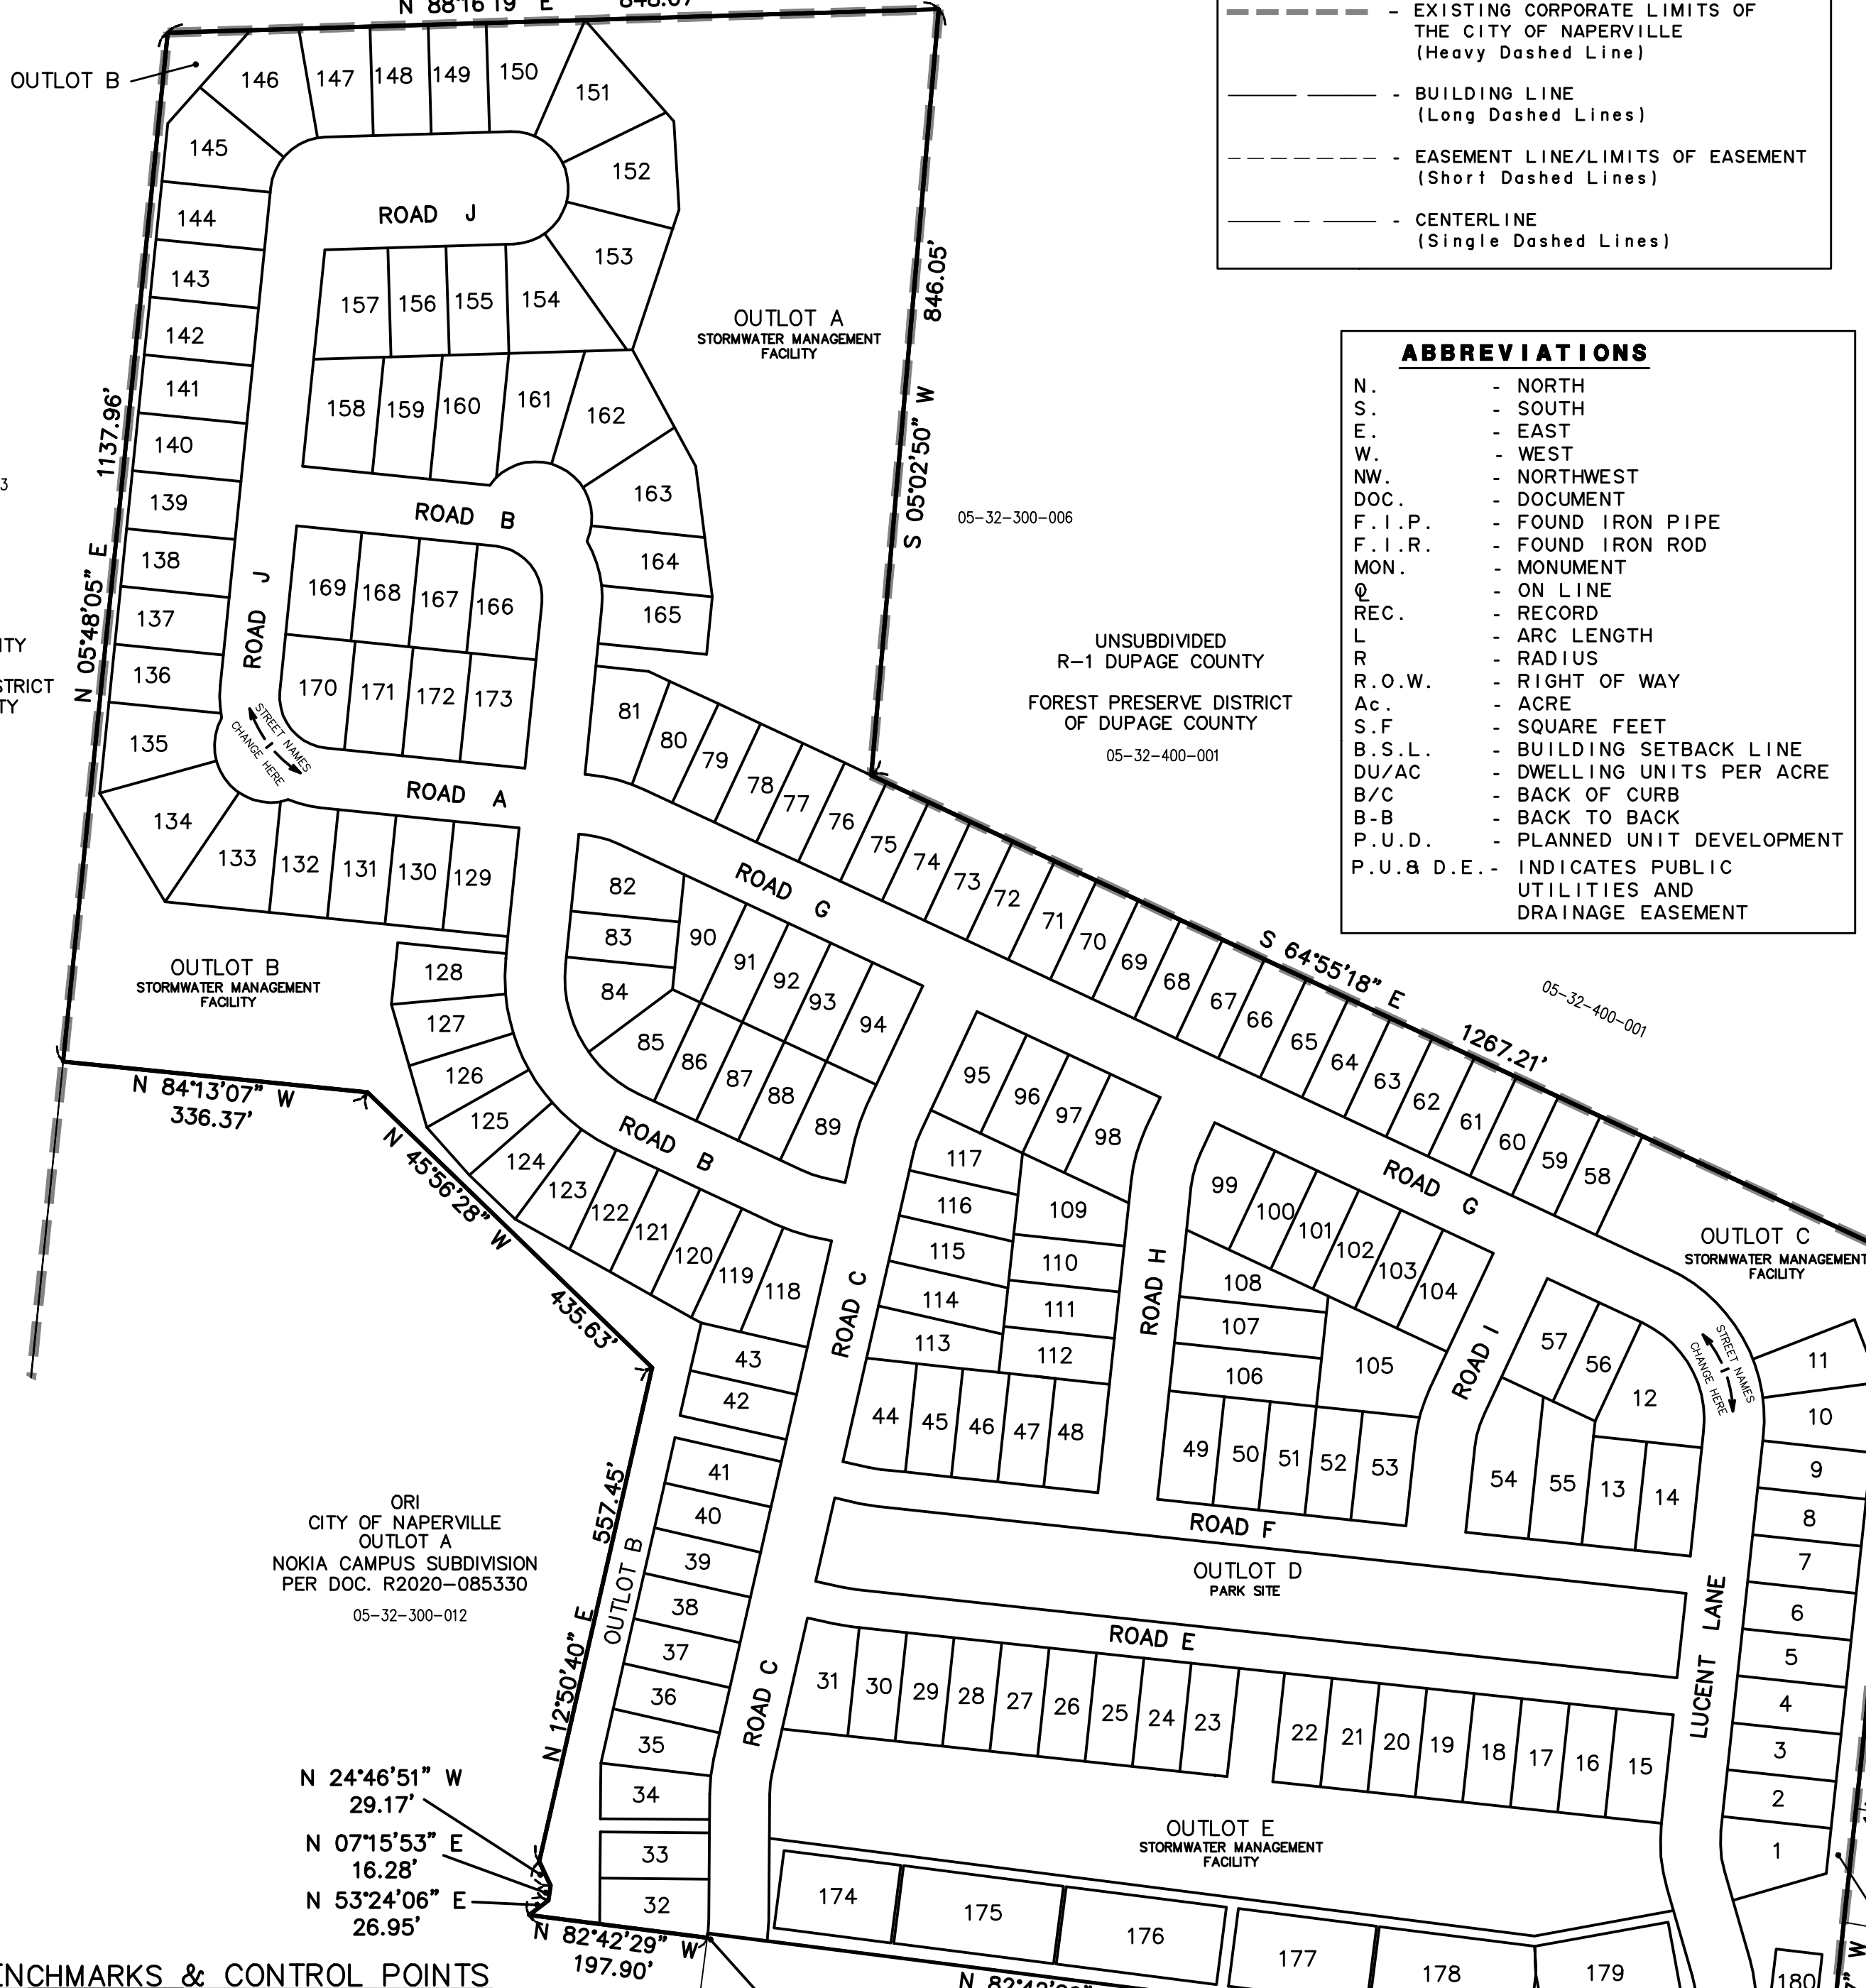 N 88°16'19" E
OUTLOT B
146
147
148
149
150
151
145
152
144
ROAD J
153
143
157
156
155
154
142
OUTLOT A
STORMWATER MANAGEMENT
FACILITY
846.05'
S 05°02'50" W
141
158
159
160
161
162
1137.96'
N 05°48'05" E
140
139
163
ROAD B
138
164
137
169
168
167
166
165
ROAD J
136
170
171
172
173
135
STREET NAMES
CHANGE HERE
ROAD A
134
133
132
131
130
129
05-32-300-006
UNSUBDIVIDED
R-1 DUPAGE COUNTY
FOREST PRESERVE DISTRICT
OF DUPAGE COUNTY
05-32-400-001
- EXISTING CORPORATE LIMITS OF
THE CITY OF NAPERVILLE
(Heavy Dashed Line)
- BUILDING LINE
(Long Dashed Lines)
- EASEMENT LINE/LIMITS OF EASEMENT
(Short Dashed Lines)
- CENTERLINE
(Single Dashed Lines)
ABBREVIATIONS
N. - NORTH
S. - SOUTH
E. - EAST
W. - WEST
NW. - NORTHWEST
DOC. - DOCUMENT
F.I.P. - FOUND IRON PIPE
F.I.R. - FOUND IRON ROD
MON. - MONUMENT
- ON LINE
REC. - RECORD
L - ARC LENGTH
R - RADIUS
R.O.W. - RIGHT OF WAY
Ac. - ACRE
S.F - SQUARE FEET
B.S.L. - BUILDING SETBACK LINE
DU/AC - DWELLING UNITS PER ACRE
B/C - BACK OF CURB
B-B - BACK TO BACK
P.U.D. - PLANNED UNIT DEVELOPMENT
P.U.& D.E.- INDICATES PUBLIC
UTILITIES AND
DRAINAGE EASEMENT
81
80
79
78
77
76
75
74
73
72
71
70
69
68
67
66
65
64
63
62
61
60
59
58
S 64°55'18" E
1267.21'
05-32-400-001
ROAD G
82
83
84
85
86
87
88
89
90
91
92
93
94
OUTLOT B
STORMWATER MANAGEMENT
FACILITY
N 84°13'07" W
336.37'
N 45°56'28" W
435.63'
128
127
126
125
124
123
122
121
120
119
118
ROAD B
95
96
97
98
117
116
115
114
113
109
110
111
112
ROAD H
99
100
101
102
103
104
108
107
106
105
ROAD G
OUTLOT C
STORMWATER MANAGEMENT
FACILITY
ROAD C
43
42
44
45
46
47
48
49
50
51
52
53
ROAD I
57
56
12
54
55
13
14
STREET NAMES
CHANGE HERE
11
10
9
8
7
6
5
4
3
2
1
ROAD F
OUTLOT D
PARK SITE
ROAD E
LUCENT LANE
ORI
CITY OF NAPERVILLE
OUTLOT A
NOKIA CAMPUS SUBDIVISION
PER DOC. R2020-085330
05-32-300-012
557.45'
N 12°50'40" E
OUTLOT B
41
40
39
38
37
36
35
34
33
32
ROAD C
31
30
29
28
27
26
25
24
23
22
21
20
19
18
17
16
15
OUTLOT E
STORMWATER MANAGEMENT
FACILITY
174
175
176
177
178
179
180
N 24°46'51" W
29.17'
N 07°15'53" E
16.28'
N 53°24'06" E
26.95'
N 82°42'29" W
197.90'
ENCHMARKS & CONTROL POINTS